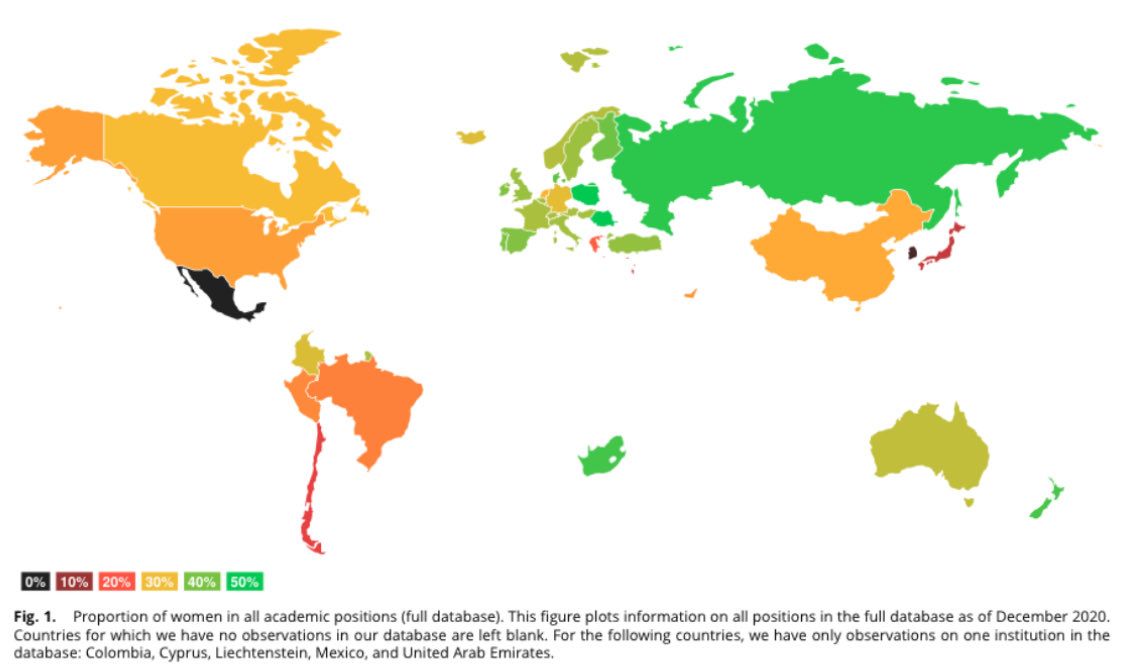 0% 10% 20% 30% 40% 50%
Fig. 1. Proportion of women in all academic positions (full database). This figure plots information on all positions in the full database as of December 2020.
Countries for which we have no observations in our database are left blank. For the following countries, we have only observations on one institution in the
database: Colombia, Cyprus, Liechtenstein, Mexico, and United Arab Emirates.